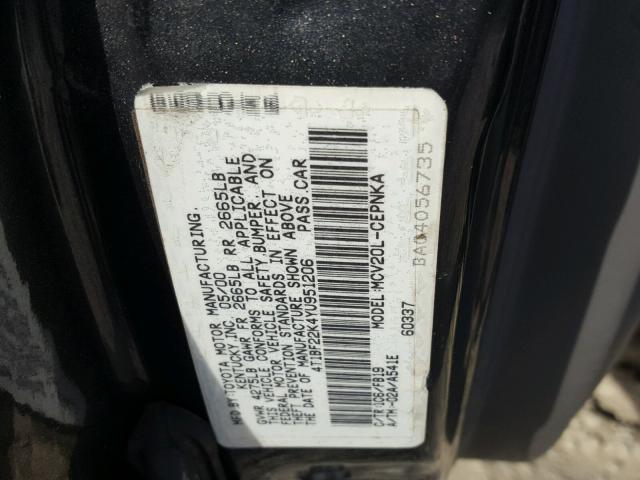 MFD BY: TOYOTA MOTOR MANUFACTURING,
KENTUCKY, INC. 05/00
GVWR 4275LB GAWR FR 2665LB RR 2665LB
THIS VEHICLE CONFORMS TO ALL APPLICABLE
FEDERAL MOTOR VEHICLE SAFETY, BUMPER, AND
THEFT PREVENTION STANDARDS IN EFFECT ON
THE DATE OF MANUFACTURE SHOWN ABOVE
4T1BF22K4YU951206 PASS.CAR
MODEL:MCV20L-CEPNKA
60337
C/TR:
A/TM:-02A/A541E
BA04056735